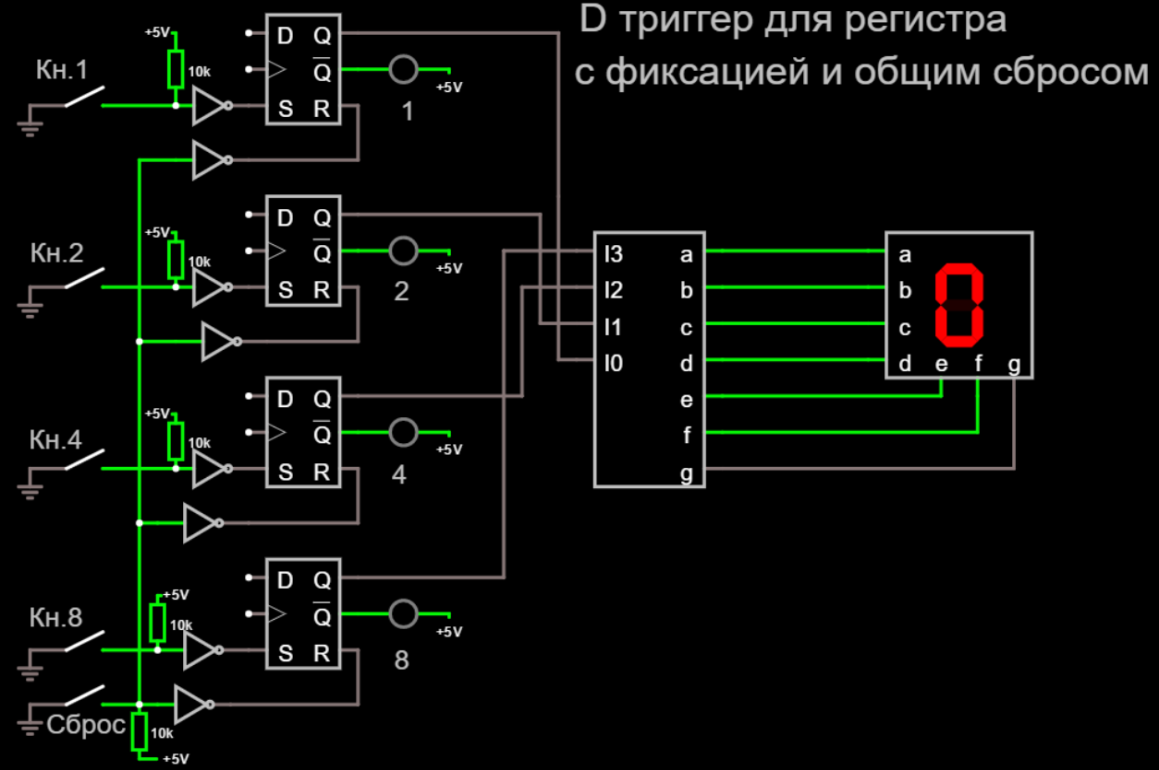 D триггер для регистра
с фиксацией и общим сбросом
+5V
10k
Кн.1
D Q
Q
S R
+5V
1
+5V
10k
Кн.2
D Q
Q
S R
+5V
2
+5V
10k
Кн.4
D Q
Q
S R
+5V
4
+5V
10k
Кн.8
D Q
Q
S R
+5V
8
Сброс
10k
+5V
I3 a
I2 b
I1 c
I0 d
e
f
g
a
b
c
d e f g
0